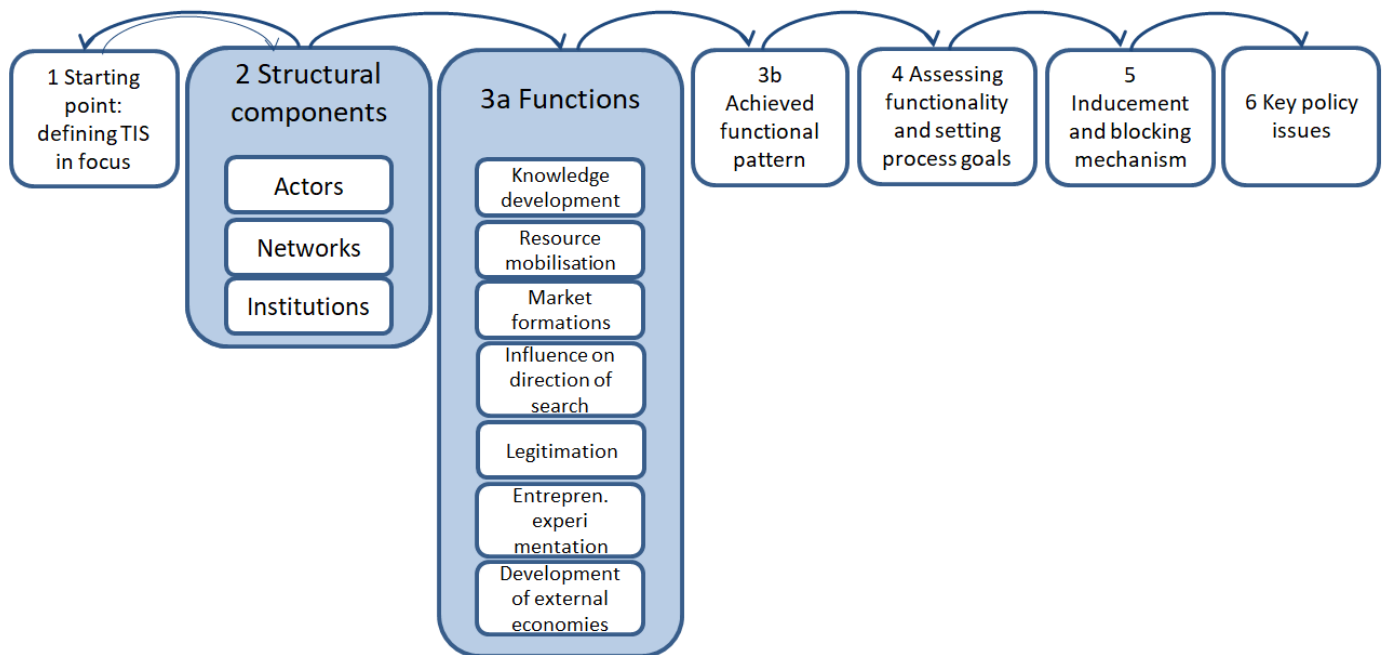 1 Starting
point:
defining TIS
in focus
2 Structural
components
Actors
Networks
Institutions
3a Functions
Knowledge
development
Resource
mobilisation
Market
formations
Influence on
direction of
search
Legitimation
Entrepren.
experi
mentation
Development
of external
economies
3b
Achieved
functional
pattern
4 Assessing
functionality
and setting
process goals
5
Inducement
and blocking
mechanism
6 Key policy
issues